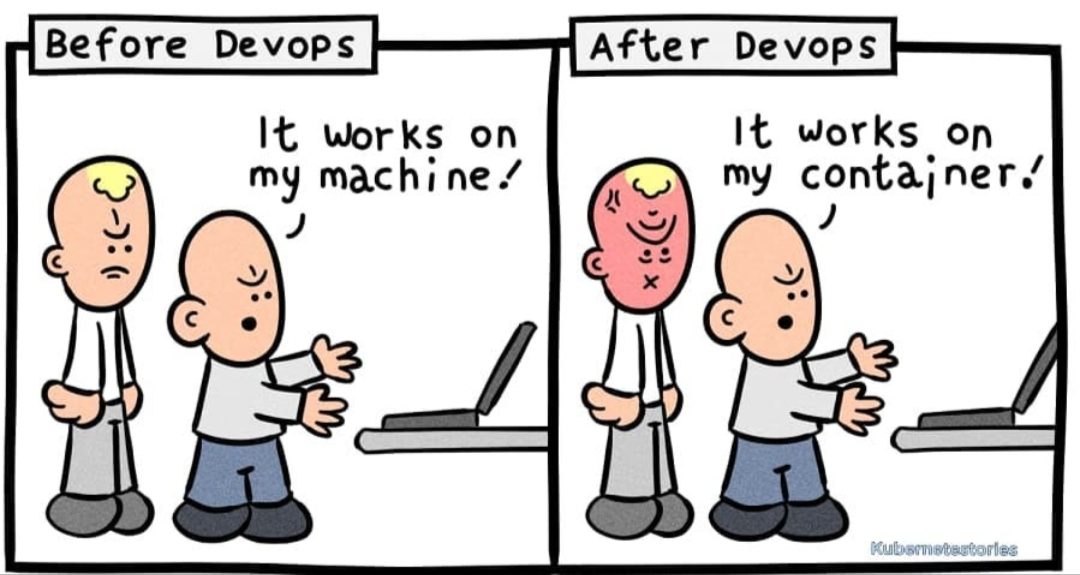 Before Devops
It works on
my machine!
After Devops
It works on
my container!
Kubernetestories